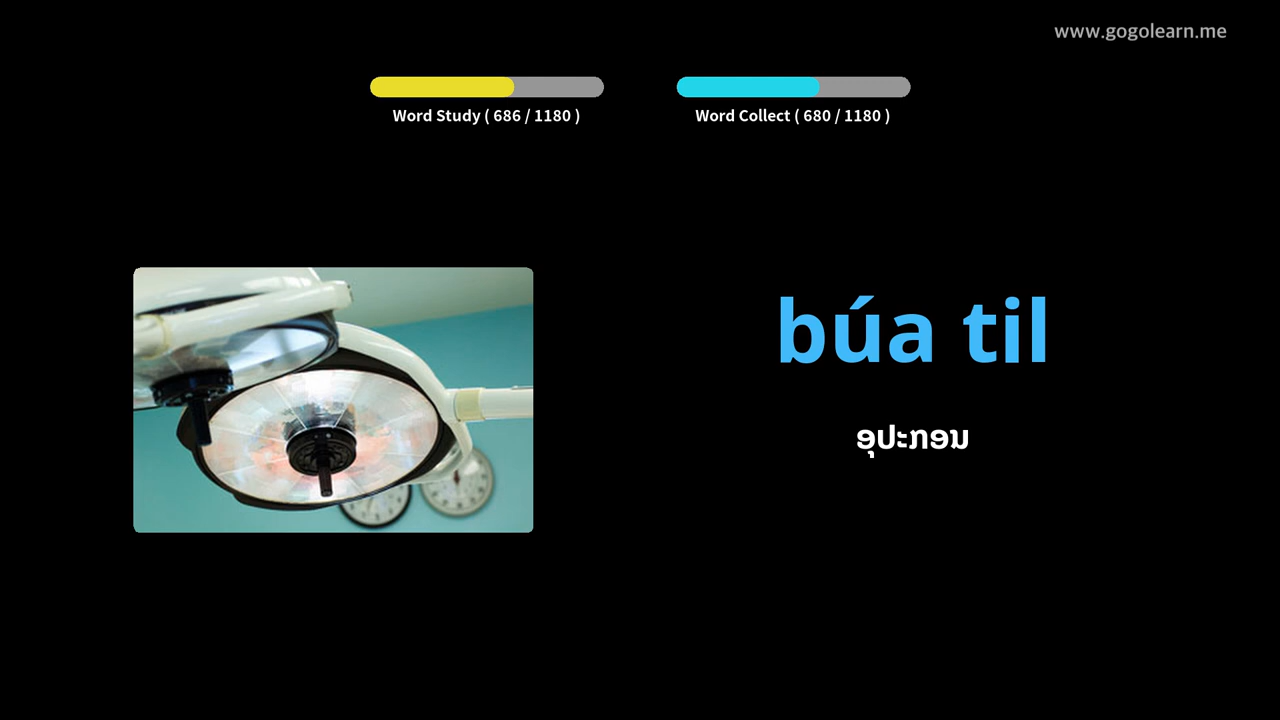 www.gogolearn.me
Word Study ( 686 / 1180 )
Word Collect ( 680 / 1180 )
búa til
ອຸປະກອນ